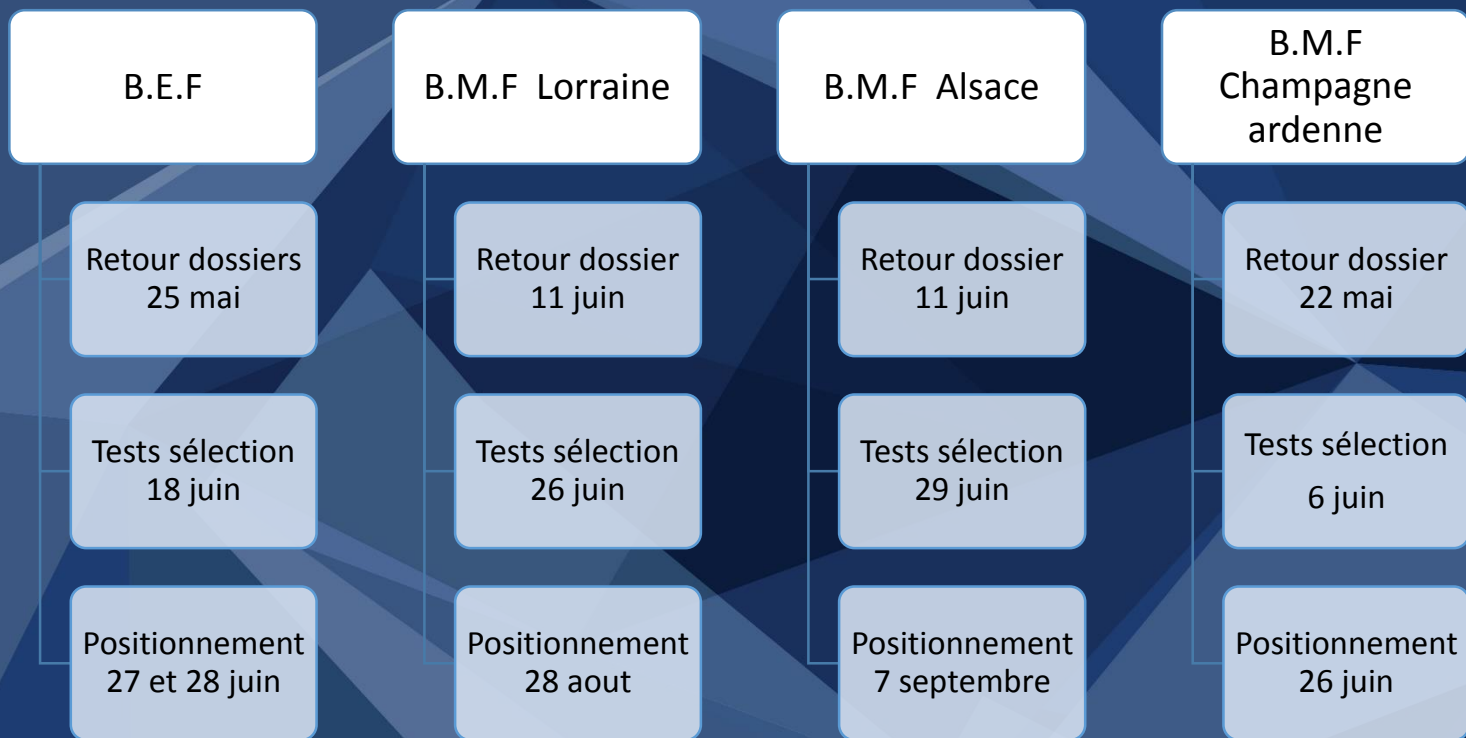 B.E.F
Retour dossiers
25 mai
Tests sélection
18 juin
Positionnement
27 et 28 juin
B.M.F Lorraine
Retour dossier
11 juin
Tests sélection
26 juin
Positionnement
28 aout
B.M.F Alsace
Retour dossier
11 juin
Tests sélection
29 juin
Positionnement
7 septembre
B.M.F
Champagne
ardenne
Retour dossier
22 mai
Tests sélection
6 juin
Positionnement
26 juin